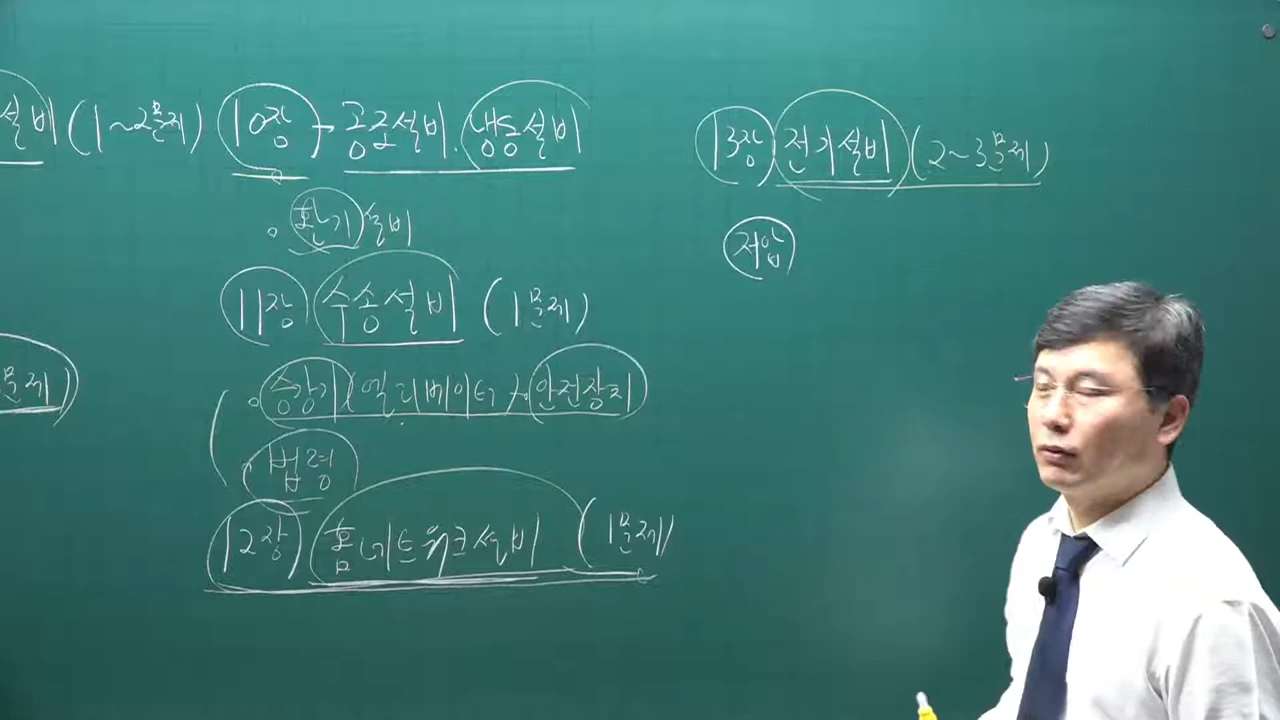 설비 (1~2문제)
문제)
10장 - 공조설비. 냉동설비
. 환기설비
11장 수송설비 (1문제)
. 승강기(엘리베이터). 안전장치
. 법령
12장 홈네트워크설비 (1문제)
13장 전기설비 (2~3문제)
저압